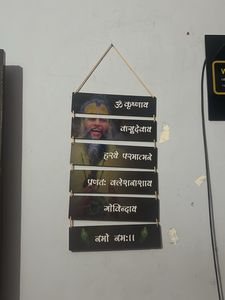 ॐ कृष्णाय
वासुदेवाय
हरये परमात्मने
प्रणतः क्लेशनाशाय
गोविन्दाय
नमो नमः।।